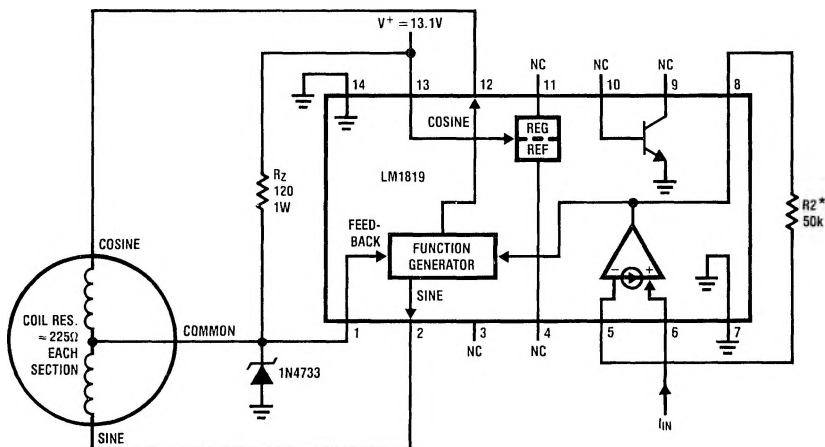 V+ = 13.1V
NC
NC
NC
14
13
12
11
10
9
8
COSINE
REG
REF
LM1819
RZ
120
1W
R2*
50k
FEED-
BACK
FUNCTION
GENERATOR
COSINE
SINE
- +
COIL RES.
≈ 225Ω
EACH
SECTION
COMMON
1
2
3
4
5
6
7
NC
NC
1N4733
IIN
SINE